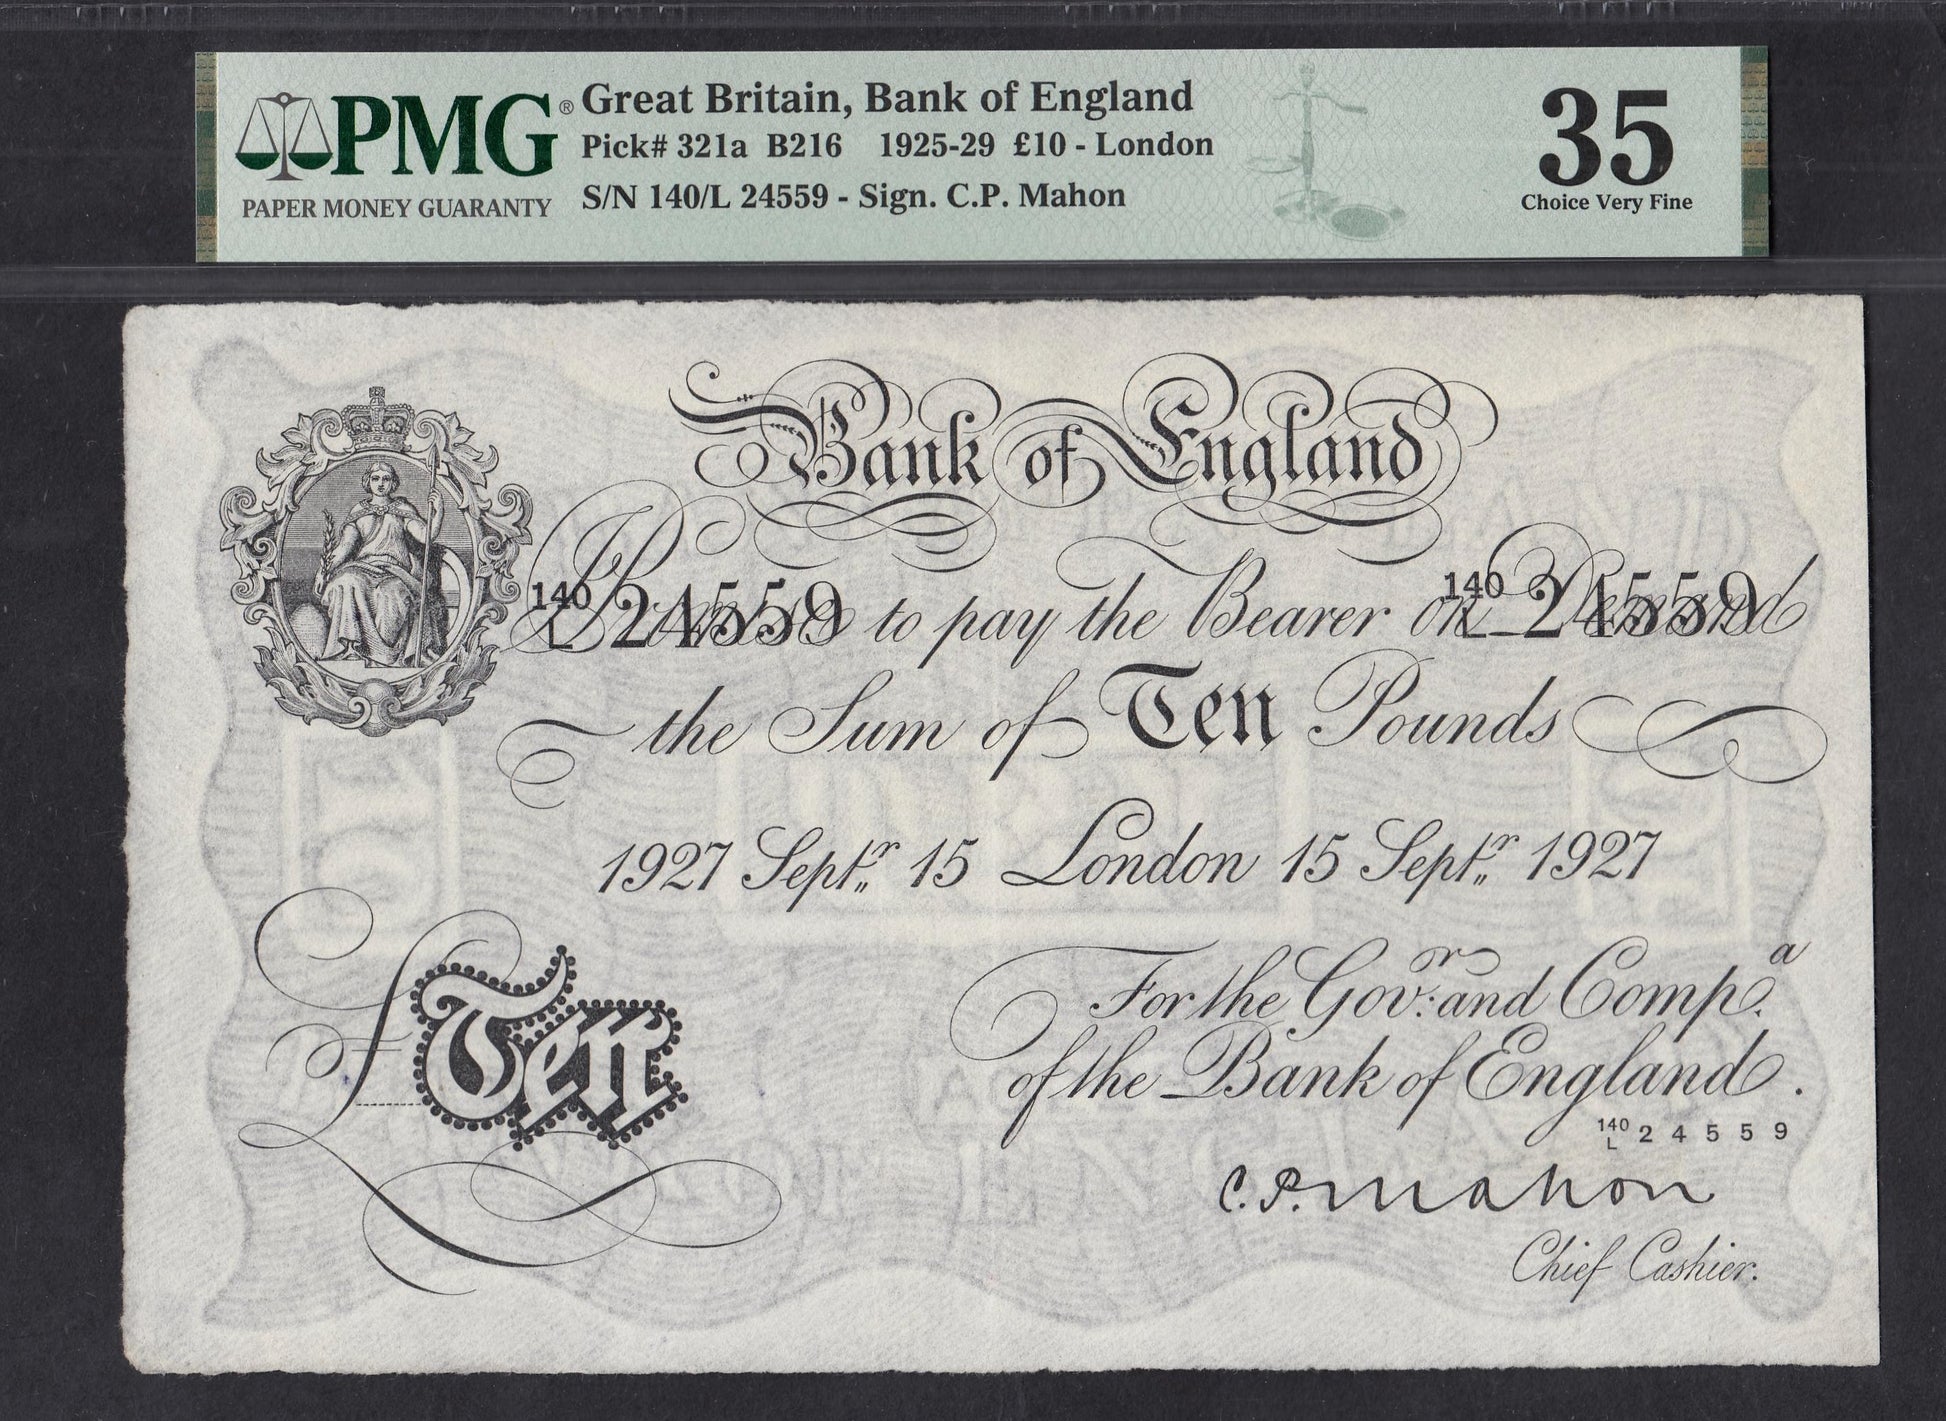 PMG®
PAPER MONEY GUARANTY
Great Britain, Bank of England
Pick# 321a B216 1925-29 £10 - London
S/N 140/L 24559 - Sign. C.P. Mahon
35
Choice Very Fine
Bank of England
140/L 24559 140/L 24559
Promise to pay the Bearer on Demand
the Sum of Ten Pounds
1927 Septr. 15 London 15 Septr. 1927
£Ten
For the Govr. and Compa.
of the Bank of England.
140/L 24559
C.P. Mahon
Chief Cashier.